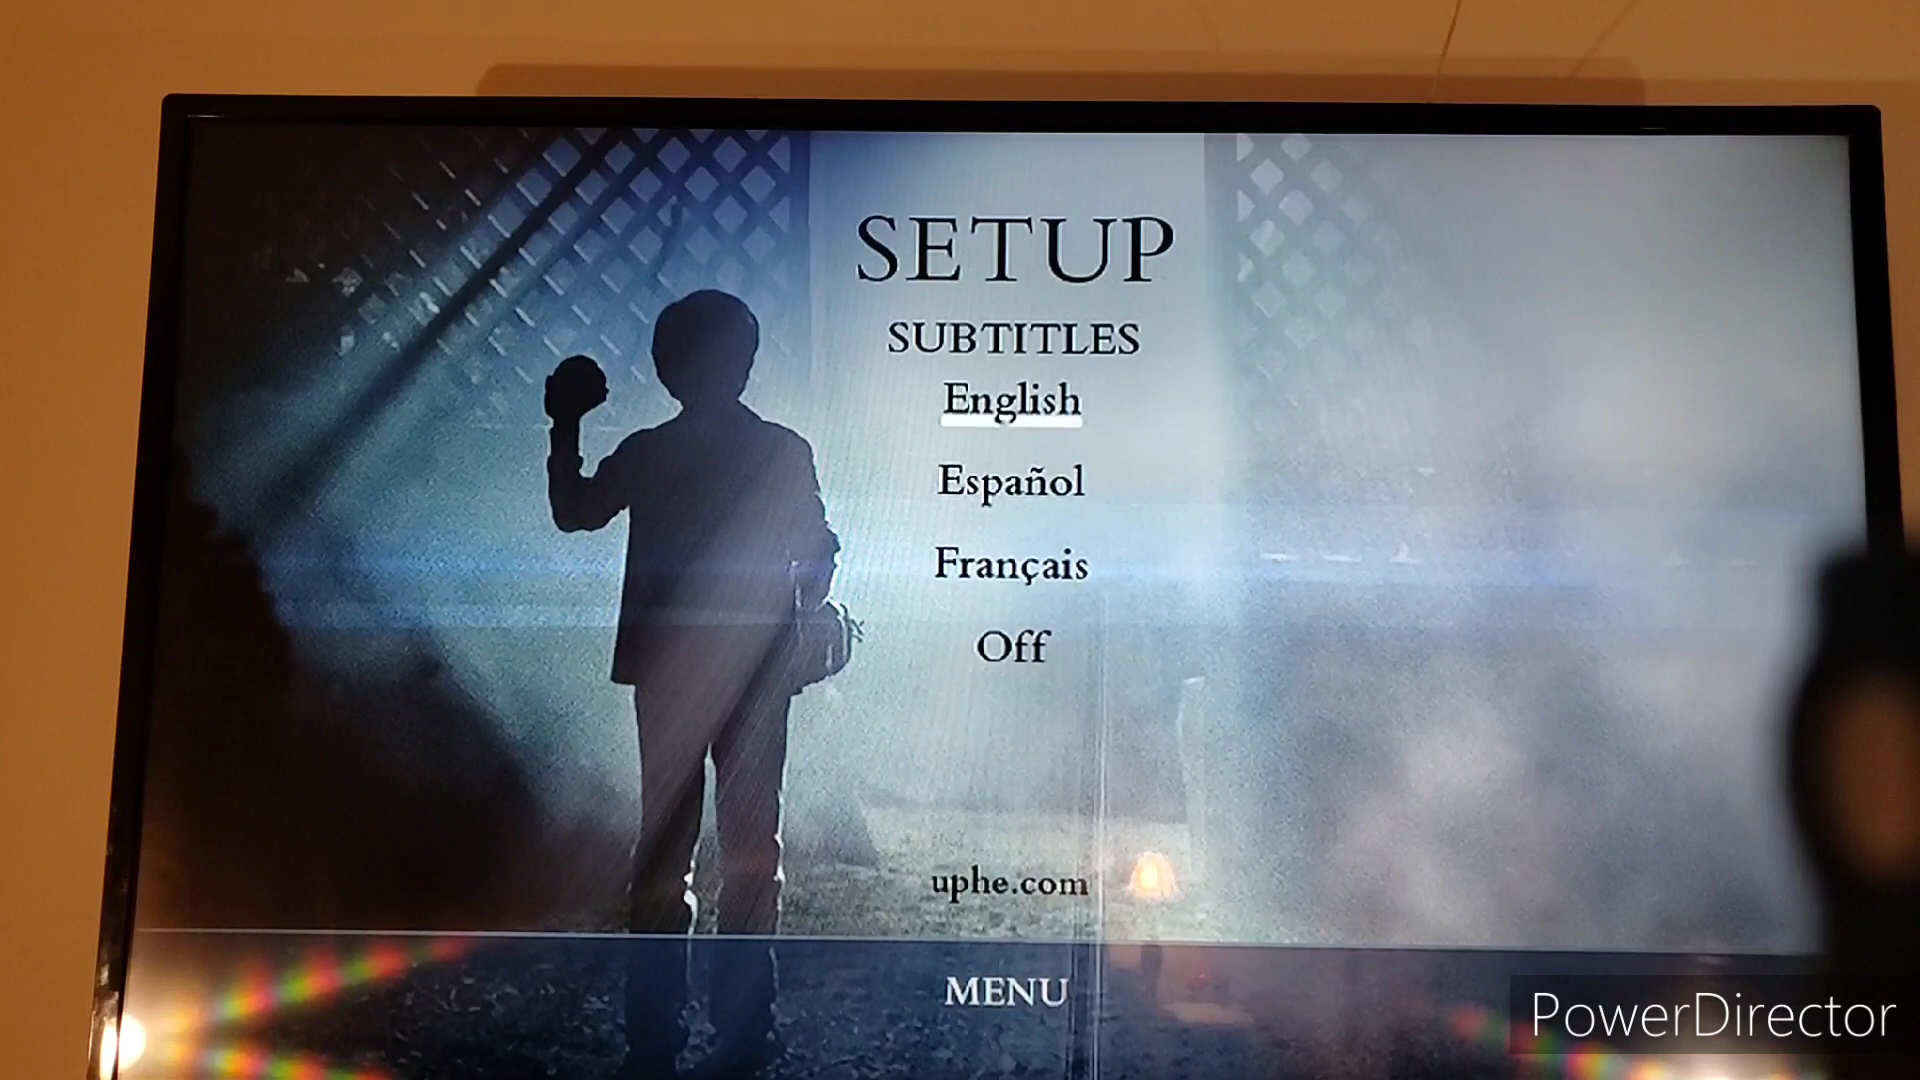 SETUP
SUBTITLES
English
Español
Français
Off
uphe.com
MENU
PowerDirector